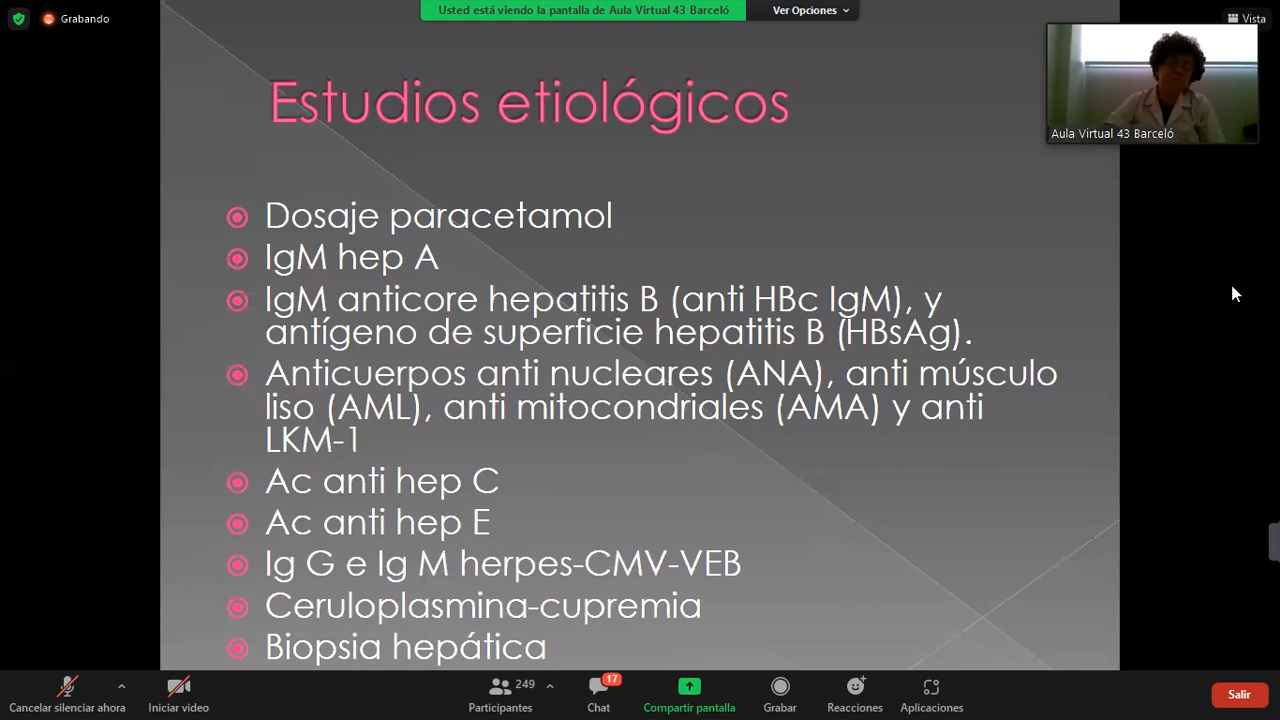 Grabando
Usted está viendo la pantalla de Aula Virtual 43 Barceló
Ver Opciones
Vista
Aula Virtual 43 Barceló
Estudios etiológicos
Dosaje paracetamol
IgM hep A
IgM anticore hepatitis B (anti HBc IgM), y
antígeno de superficie hepatitis B (HBsAg).
Anticuerpos anti nucleares (ANA), anti músculo
liso (AML), anti mitocondriales (AMA) y anti
LKM-1
Ac anti hep C
Ac anti hep E
Ig G e Ig M herpes-CMV-VEB
Ceruloplasmina-cupremia
Biopsia hepática
Cancelar silenciar ahora
Iniciar video
249
Participantes
17
Chat
Compartir pantalla
Grabar
Reacciones
Aplicaciones
Salir